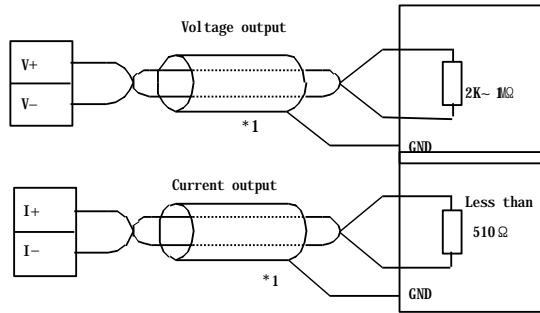 Voltage output
V+
V-
2K~1MΩ
*1
GND
Current output
I+
I-
Less than
510Ω
*1
GND